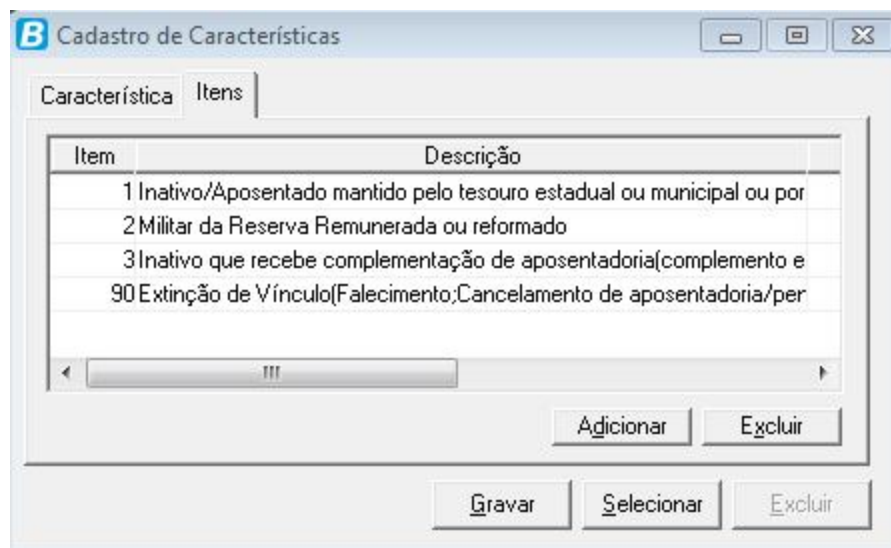 B Cadastro de Características
Característica Itens
Item Descrição
1 Inativo/Aposentado mantido pelo tesouro estadual ou municipal ou por
2 Militar da Reserva Remunerada ou reformado
3 Inativo que recebe complementação de aposentadoria(complemento e
90 Extinção de Vínculo(Falecimento;Cancelamento de aposentadoria/per
Adicionar Excluir
Gravar Selecionar Excluir